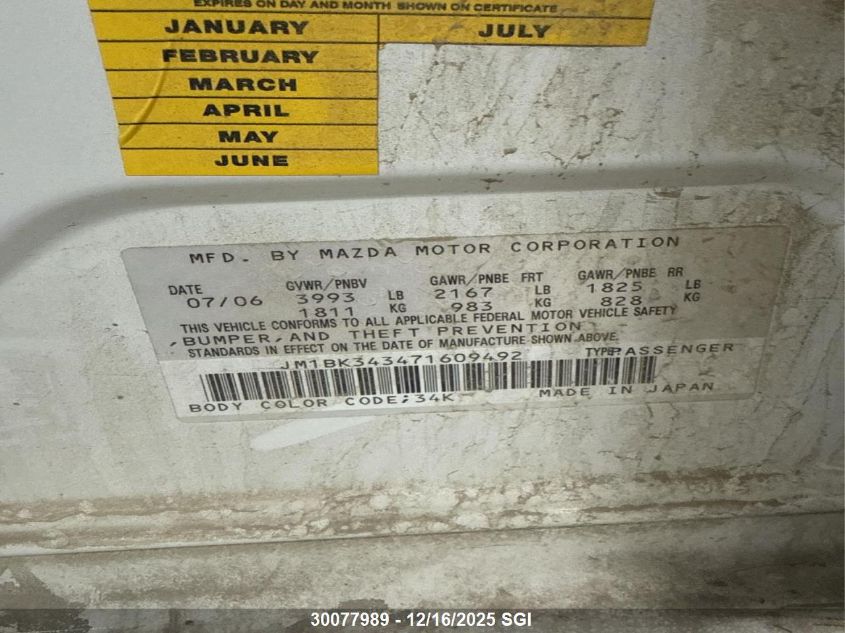 EXPIRES ON DAY AND MONTH SHOWN ON CERTIFICATE
JANUARY JULY
FEBRUARY
MARCH
APRIL
MAY
JUNE
MFD. BY MAZDA MOTOR CORPORATION
DATE GVWR/PNBV GAWR/PNBE FRT GAWR/PNBE RR
07/06 3993 LB 2167 LB 1825 LB
1811 KG 983 KG 828 KG
THIS VEHICLE CONFORMS TO ALL APPLICABLE FEDERAL MOTOR VEHICLE SAFETY
, BUMPER, AND THEFT PREVENTION
STANDARDS IN EFFECT ON THE DATE OF MANUFACTURE SHOWN ABOVE.
JM1BK343471609492 TYPE:PASSENGER
BODY COLOR CODE:34K MADE IN JAPAN
30077989 - 12/16/2025 SGI